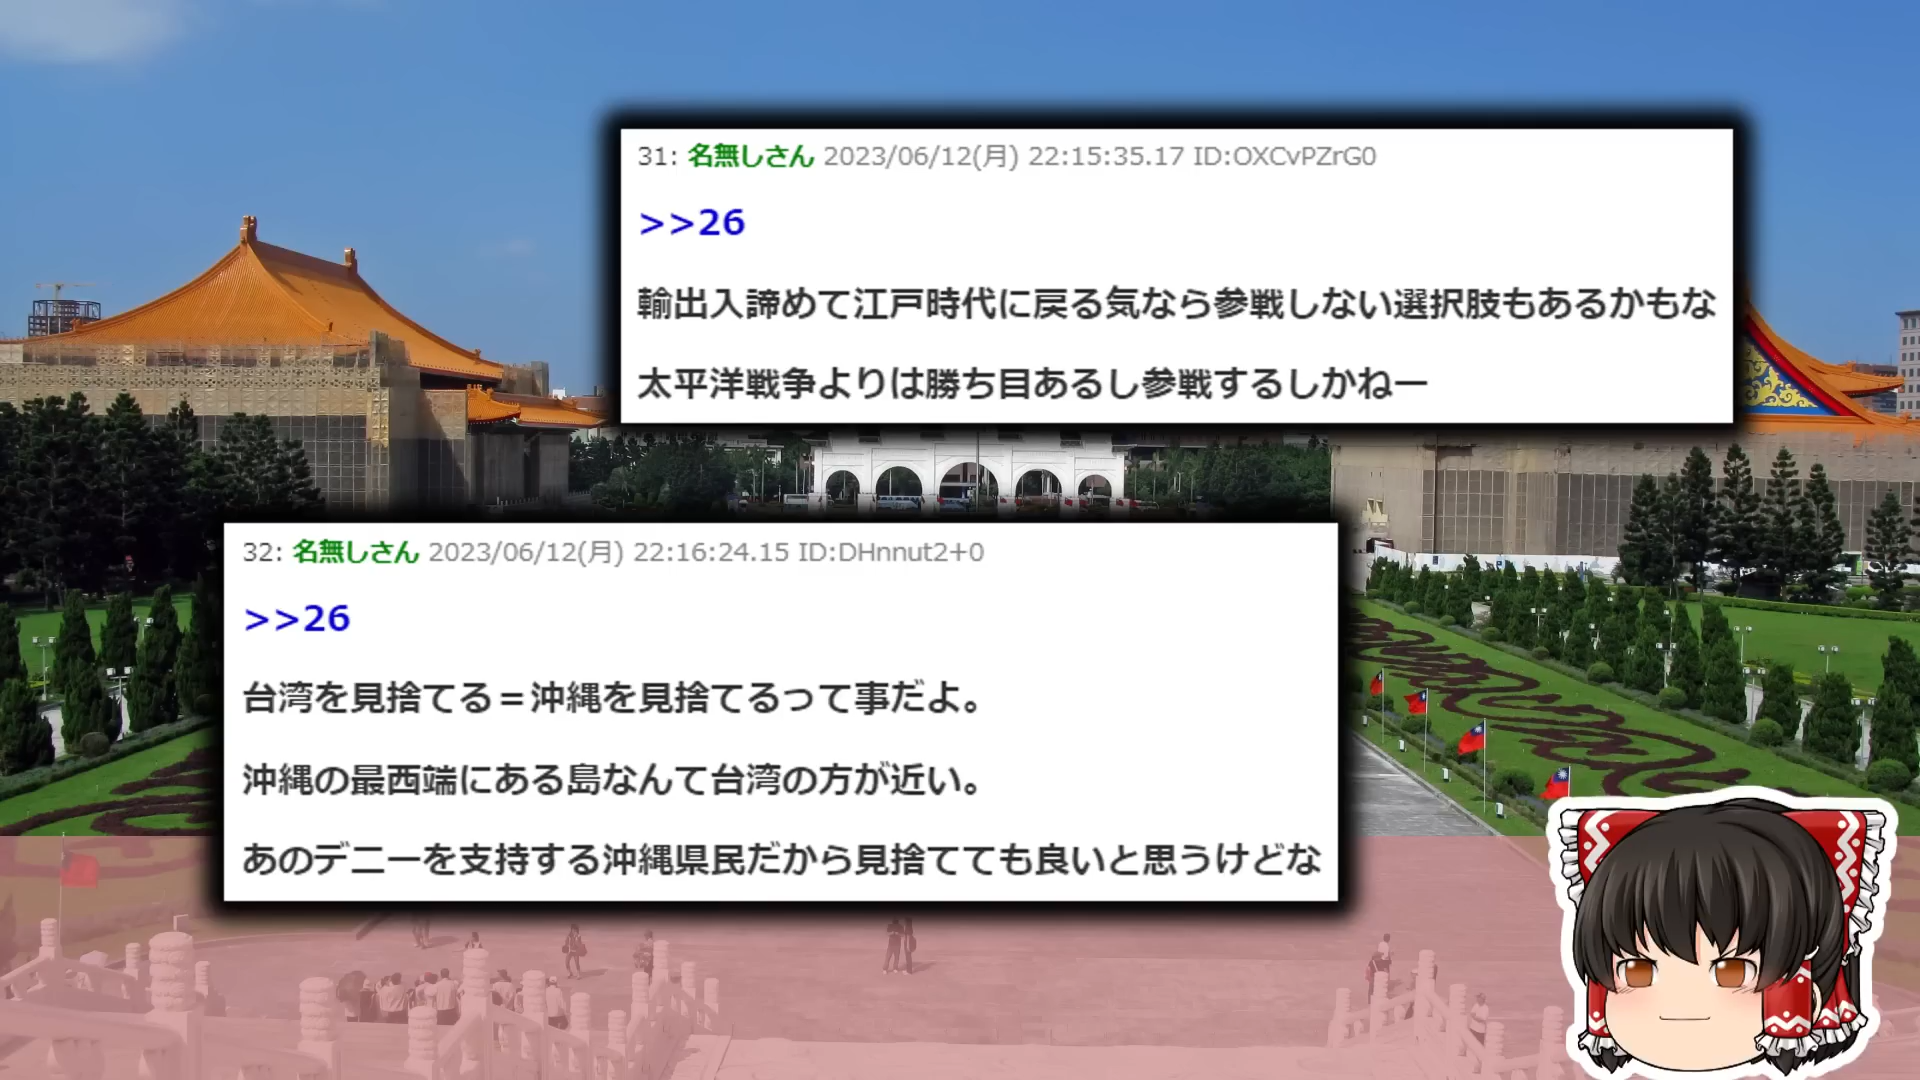 31: 名無しさん 2023/06/12(月) 22:15:35.17 ID:OXCvPZrG0
>>26
輸出入諦めて江戸時代に戻る気なら参戦しない選択肢もあるかもな
太平洋戦争よりは勝ち目あるし参戦するしかねー
32: 名無しさん 2023/06/12(月) 22:16:24.15 ID:DHnnut2+0
>>26
台湾を見捨てる＝沖縄を見捨てるって事だよ。
沖縄の最西端にある島なんて台湾の方が近い。
あのデニーを支持する沖縄県民だから見捨てても良いと思うけどな